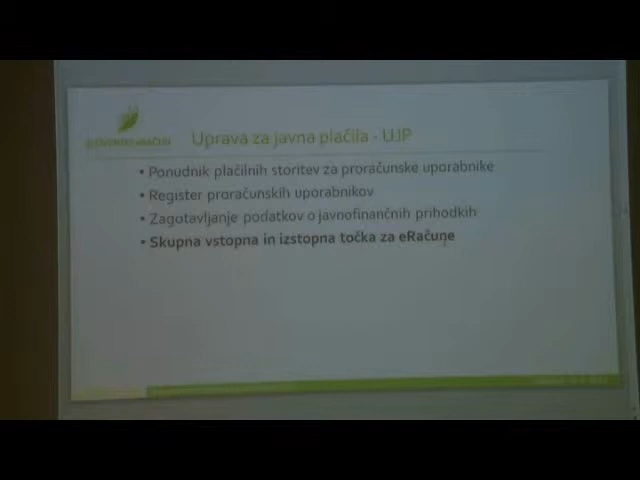 Uprava za javna plačila - UJP
• Ponudnik plačilnih storitev za proračunske uporabnike
• Register proračunskih uporabnikov
• Zagotavljanje podatkov o javnofinančnih prihodkih
• Skupna vstopna in izstopna točka za eRačune